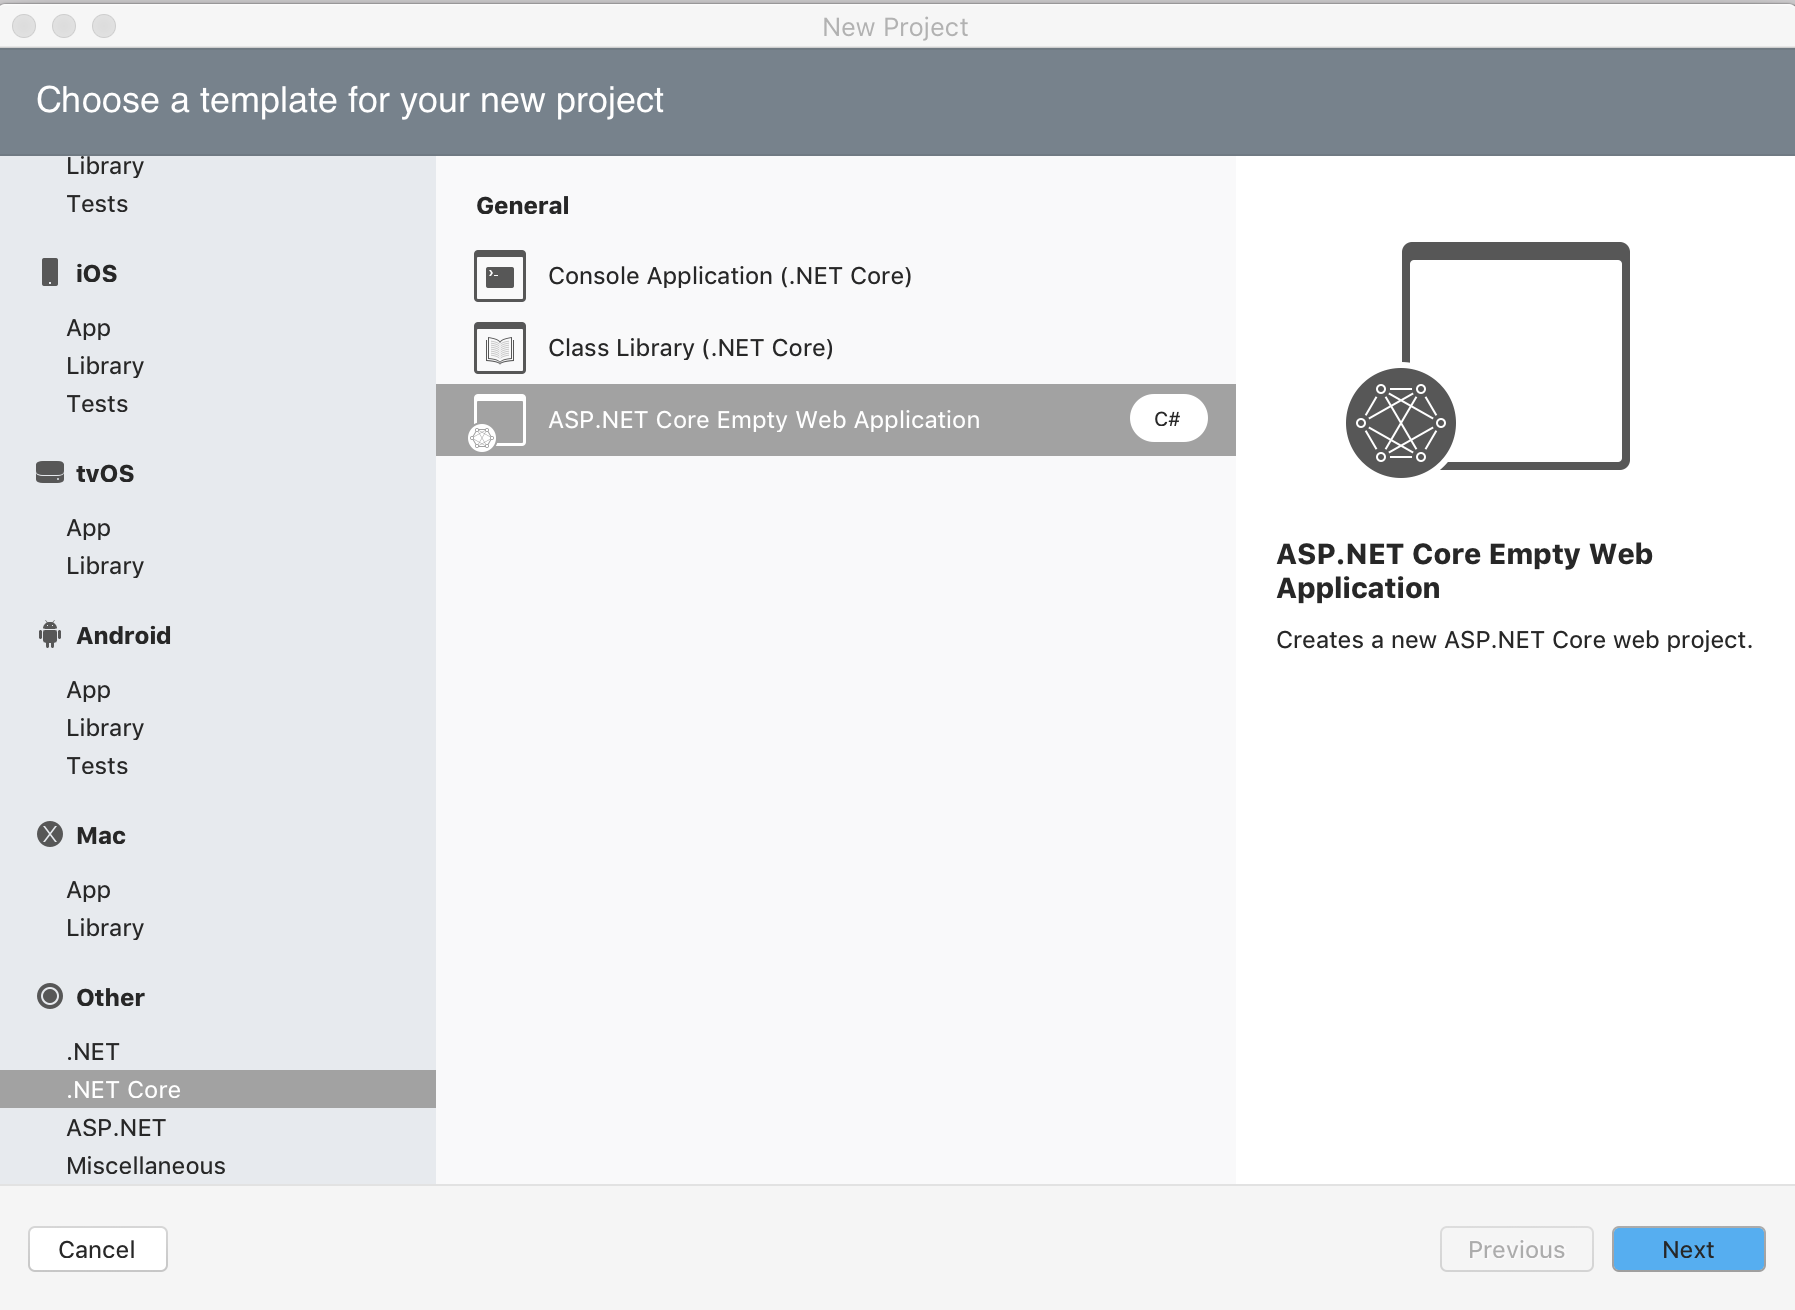 New Project
Choose a template for your new project
Library
Tests
iOS
App
Library
Tests
tvOS
App
Library
Android
App
Library
Tests
Mac
App
Library
Other
.NET
.NET Core
ASP.NET
Miscellaneous
General
Console Application (.NET Core)
Class Library (.NET Core)
ASP.NET Core Empty Web Application
C#
ASP.NET Core Empty Web
Application
Creates a new ASP.NET Core web project.
Cancel
Previous
Next